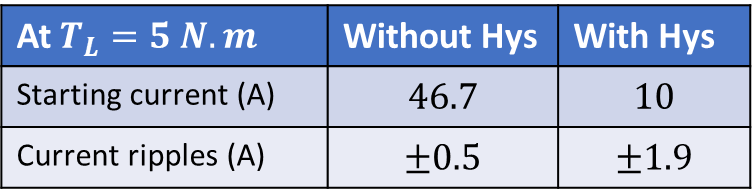 At T_L = 5 N.m Without Hys With Hys
Starting current (A) 46.7 10
Current ripples (A) ±0.5 ±1.9